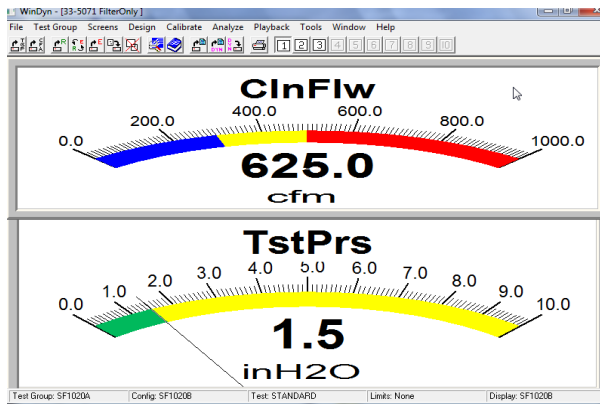 WinDyn - [33-5071 FilterOnly ]
File Test Group Screens Design Calibrate Analyze Playback Tools Window Help
1 2 3 4 5 6 7 8 9 10
ClnFlw
0.0 200.0 400.0 600.0 800.0 1000.0
625.0
cfm
TstPrs
0.0 1.0 2.0 3.0 4.0 5.0 6.0 7.0 8.0 9.0 10.0
1.5
inH2O
Test Group: SF1020A Config: SF1020B Test: STANDARD Limits: None Display: SF1020B